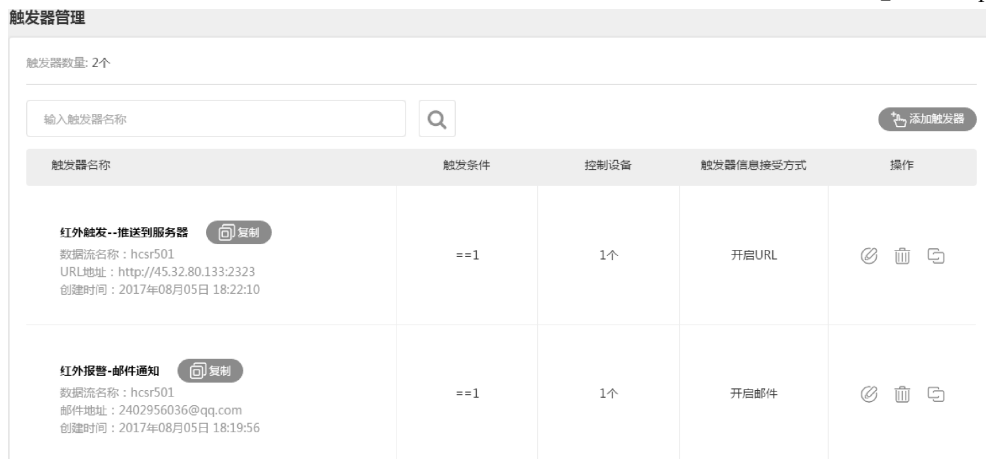 触发器管理
触发器数量: 2个
输入触发器名称
添加触发器
触发器名称 触发条件 控制设备 触发器信息接受方式 操作
红外触发--推送到服务器 复制
数据流名称：hcsr501
URL地址：http://45.32.80.133:2323
创建时间：2017年08月05日 18:22:10
==1 1个 开启URL
红外报警-邮件通知 复制
数据流名称：hcsr501
邮件地址：2402956036@qq.com
创建时间：2017年08月05日 18:19:56
==1 1个 开启邮件